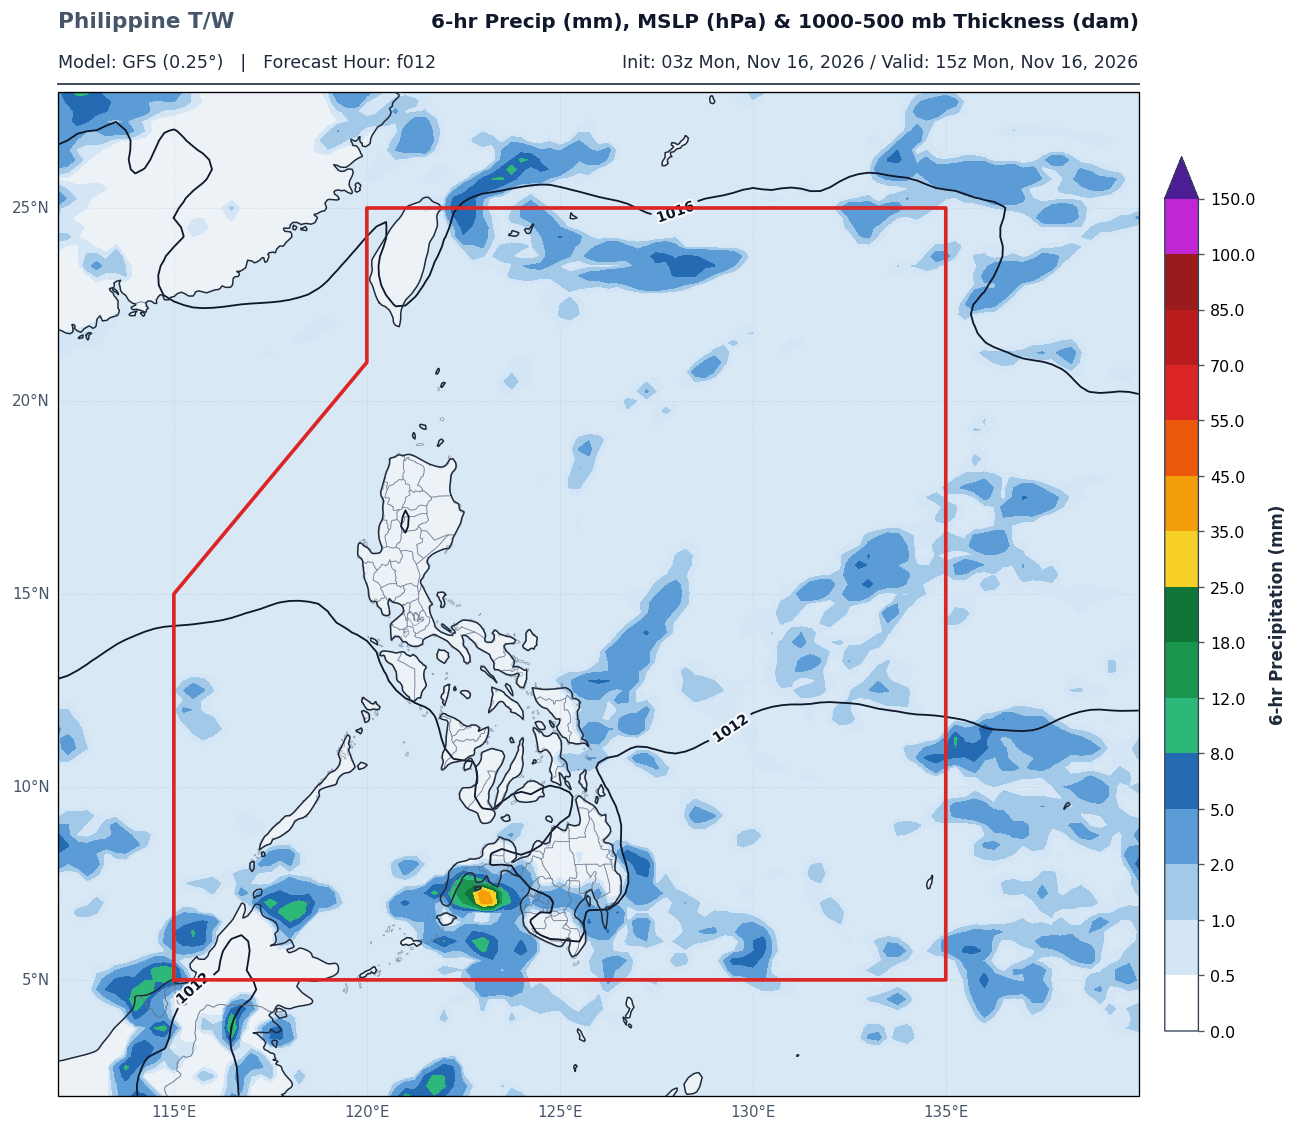 Philippine T/W
6-hr Precip (mm), MSLP (hPa) & 1000-500 mb Thickness (dam)
Model: GFS (0.25°) | Forecast Hour: f012
Init: 03z Mon, Nov 16, 2026 / Valid: 15z Mon, Nov 16, 2026
25°N
20°N
15°N
10°N
5°N
115°E
120°E
125°E
130°E
135°E
1016
1012
1012
150.0
100.0
85.0
70.0
55.0
45.0
35.0
25.0
18.0
12.0
8.0
5.0
2.0
1.0
0.5
0.0
6-hr Precipitation (mm)